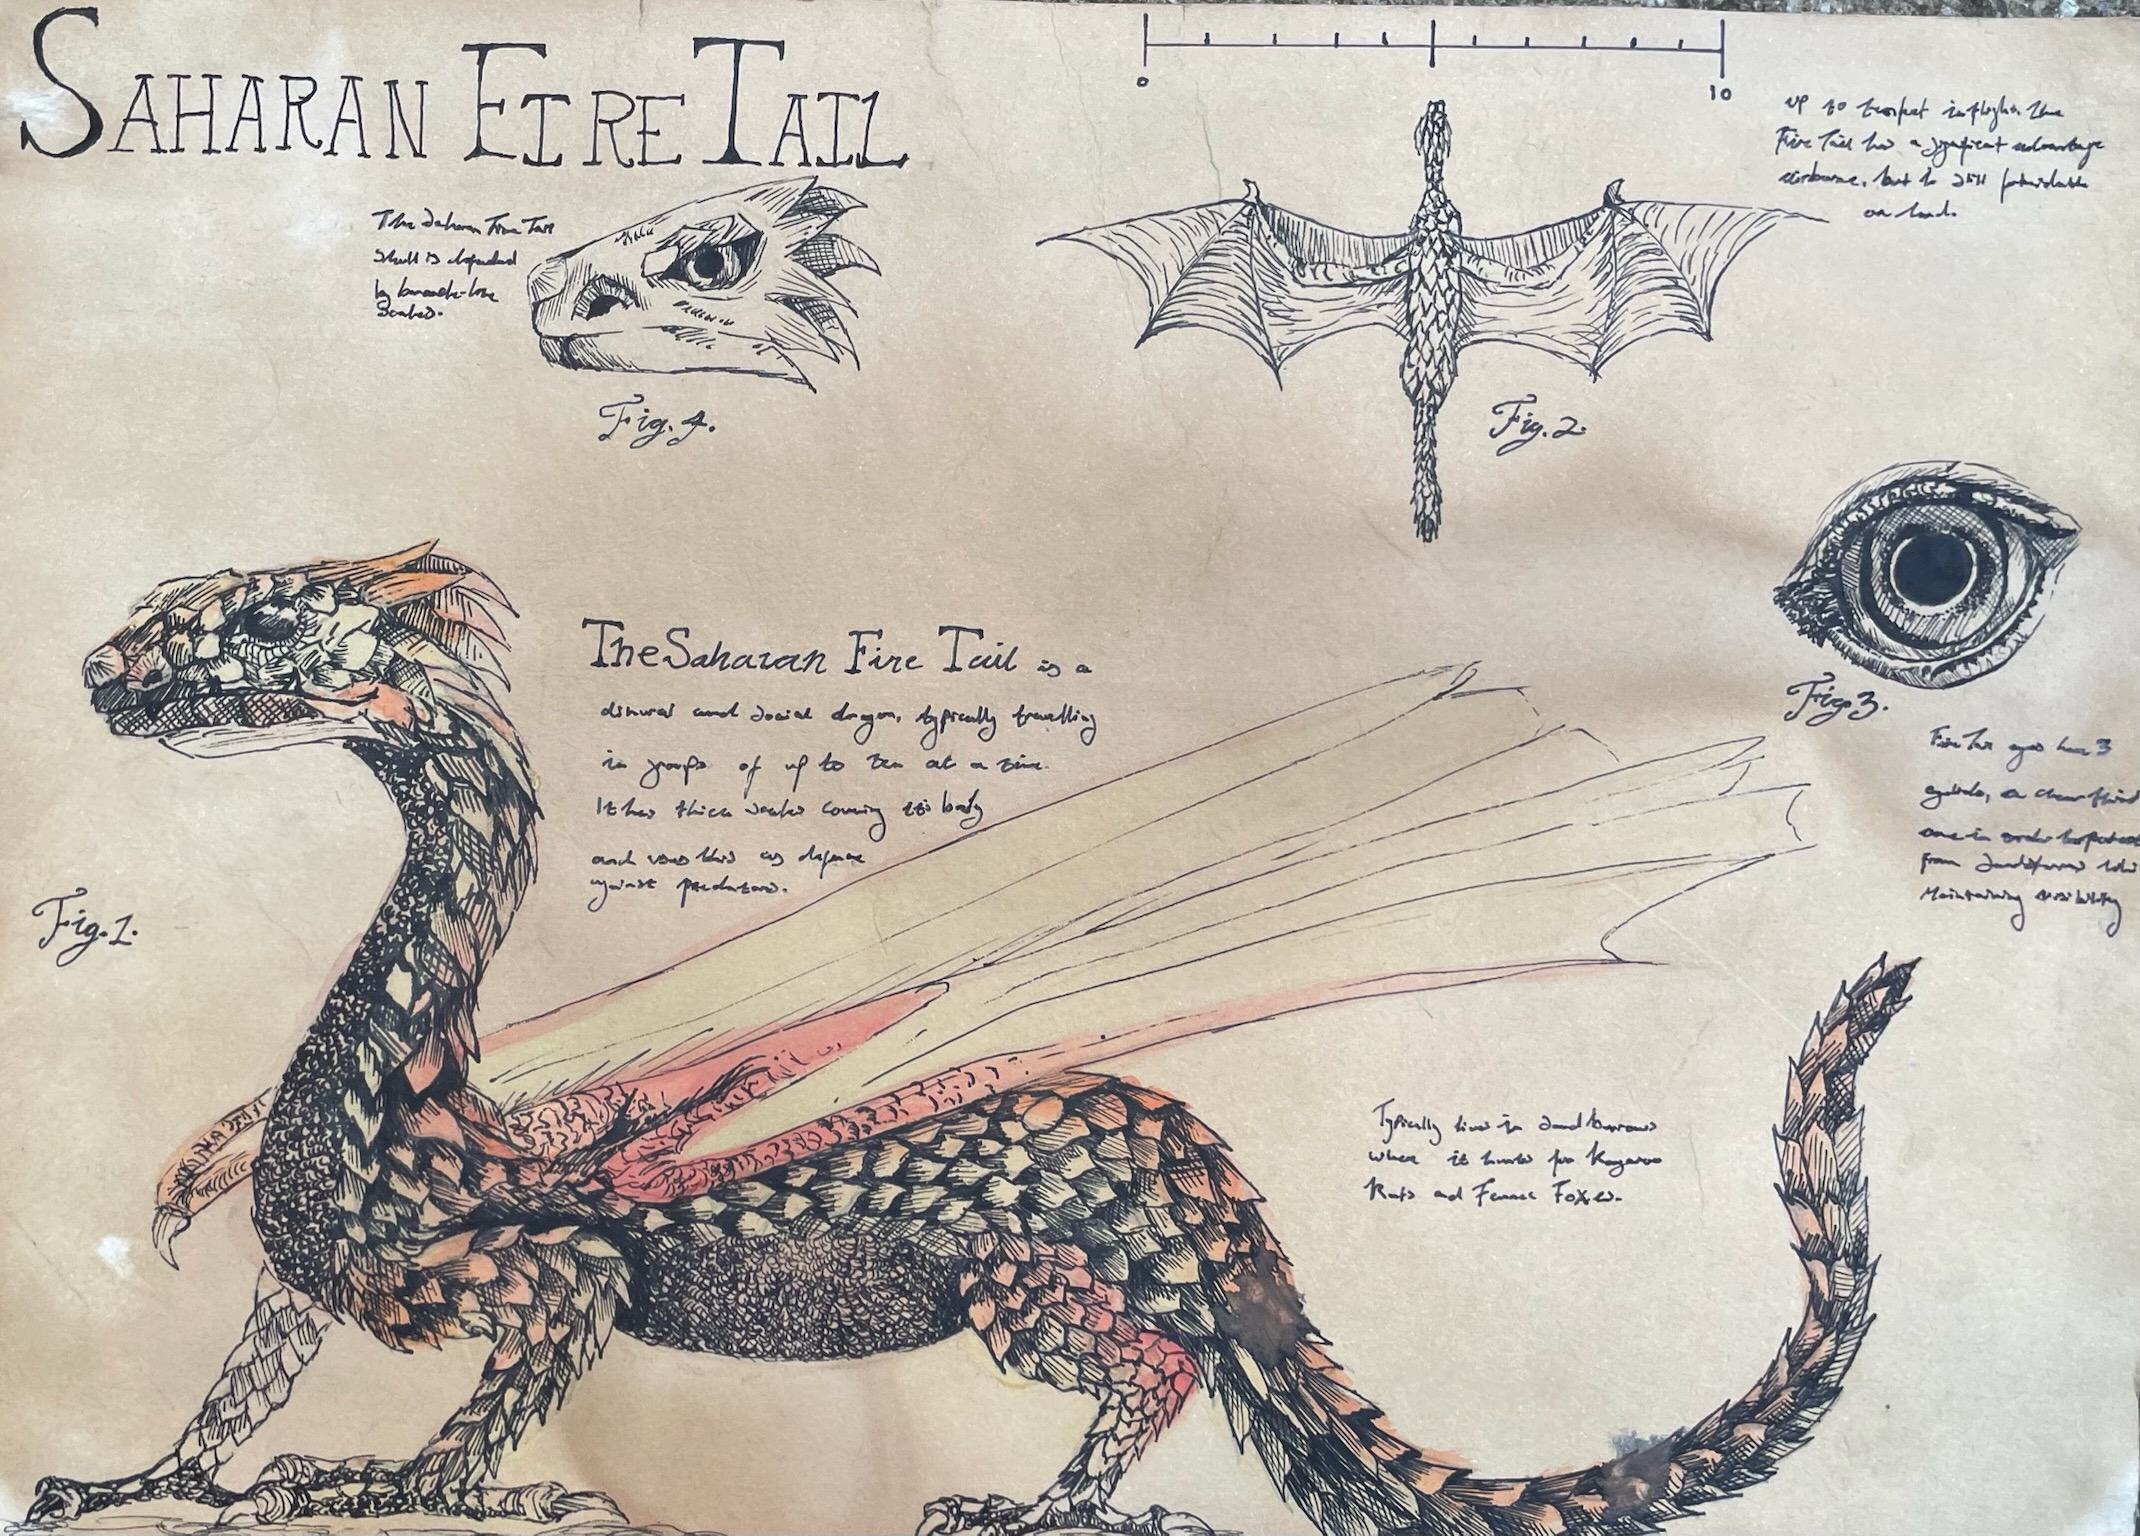 SAHARAN FIRE TAIL
0
10
up to ten feet in flight the
Fire Tail has a significant advantage
airborne, but is still formidable
on land.
The Saharan Fire Tail
skull is defended
by
scales.
Fig. 4.
Fig. 2.
Fig. 3.
The Saharan Fire Tail is a
diurnal and social dragon, typically travelling
in groups of up to ten at a time.
It has thick scales covering its body
and uses this as defence
against predators.
Fire Tail eyes have 3
eyelids, a clear third
one in order to protect
from sandstorms while
Maintaining visibility
Fig. 1.
Typically lives in sand burrows
where it hunts for Kangaroo
Rats and Fennec Foxes.